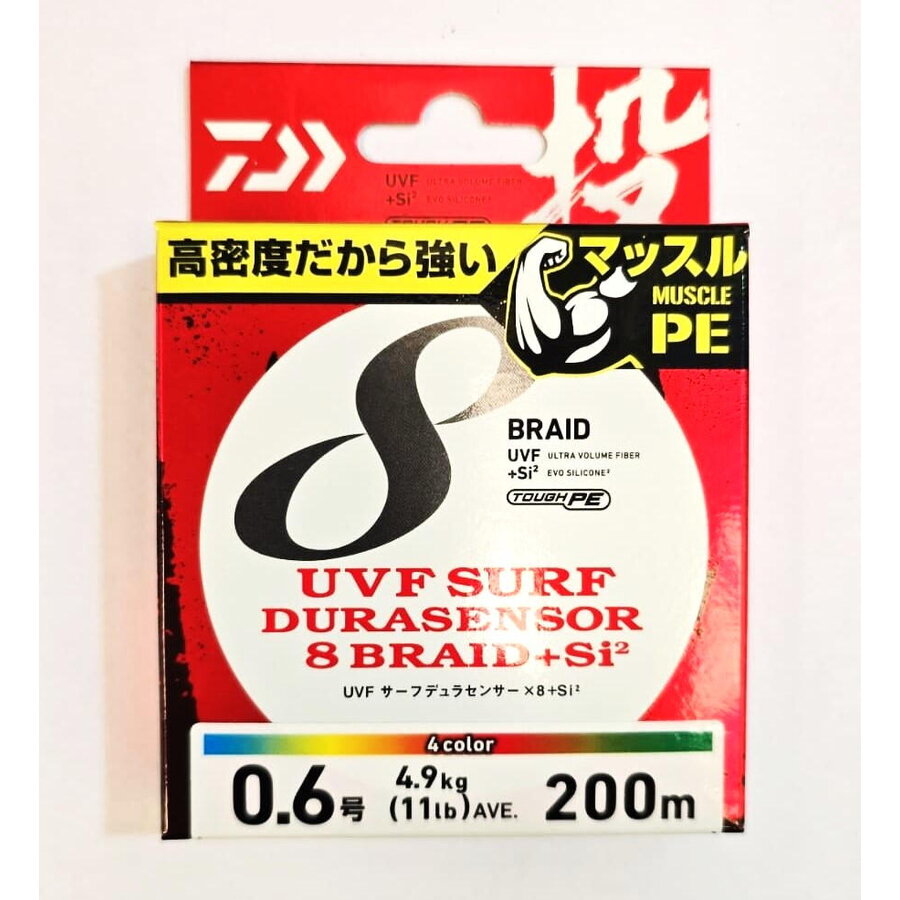 投
UVF ULTRA VOLUME FIBER
+Si² EVO SILICONE²
TOUGH PE
高密度だから強い
マッスル
MUSCLE
PE
8
BRAID
UVF ULTRA VOLUME FIBER
+Si² EVO SILICONE²
TOUGH PE
UVF SURF
DURASENSOR
8 BRAID+Si²
UVF サーフデュラセンサー×8+Si²
4 color
0.6号
4.9kg
(11lb)AVE.
200m